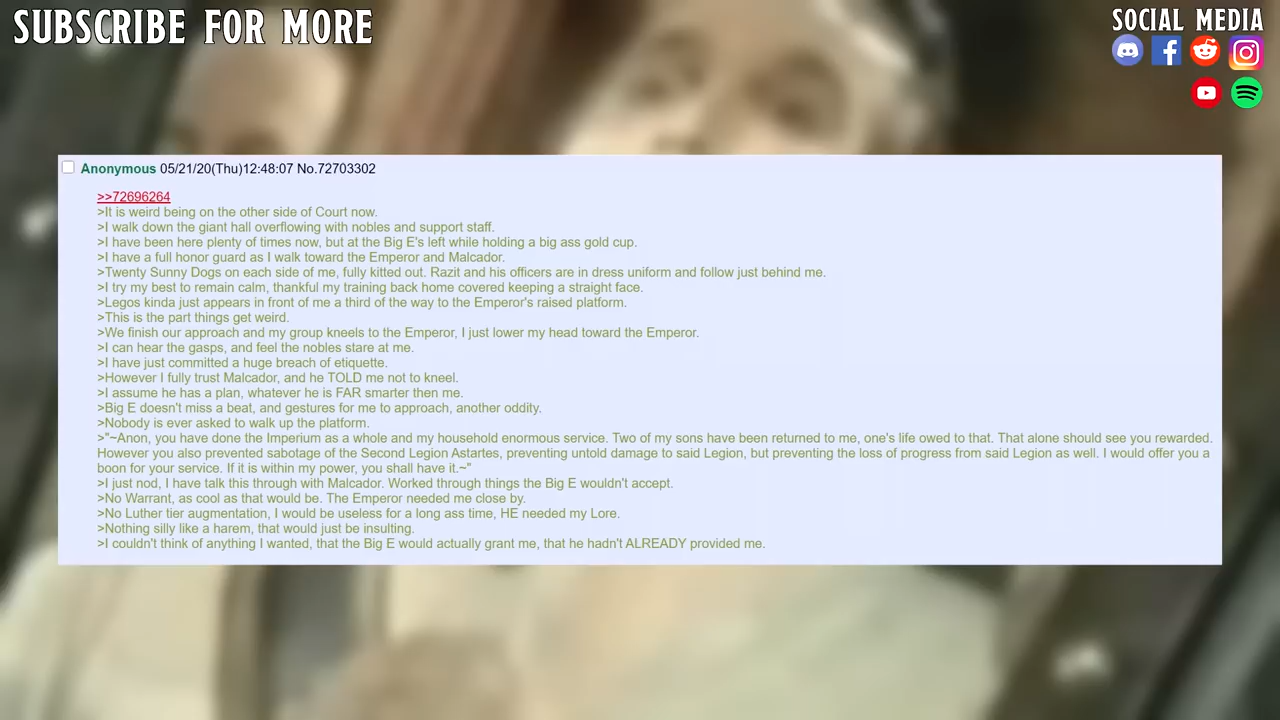 SUBSCRIBE FOR MORE
SOCIAL MEDIA
Anonymous 05/21/20(Thu)12:48:07 No.72703302
>>72696264
>It is weird being on the other side of Court now.
>I walk down the giant hall overflowing with nobles and support staff.
>I have been here plenty of times now, but at the Big E's left while holding a big ass gold cup.
>I have a full honor guard as I walk toward the Emperor and Malcador.
>Twenty Sunny Dogs on each side of me, fully kitted out. Razit and his officers are in dress uniform and follow just behind me.
>I try my best to remain calm, thankful my training back home covered keeping a straight face.
>Legos kinda just appears in front of me a third of the way to the Emperor's raised platform.
>This is the part things get weird.
>We finish our approach and my group kneels to the Emperor, I just lower my head toward the Emperor.
>I can hear the gasps, and feel the nobles stare at me.
>I have just committed a huge breach of etiquette.
>However I fully trust Malcador, and he TOLD me not to kneel.
>I assume he has a plan, whatever he is FAR smarter then me.
>Big E doesn't miss a beat, and gestures for me to approach, another oddity.
>Nobody is ever asked to walk up the platform.
>"~Anon, you have done the Imperium as a whole and my household enormous service. Two of my sons have been returned to me, one's life owed to that. That alone should see you rewarded.
However you also prevented sabotage of the Second Legion Astartes, preventing untold damage to said Legion, but preventing the loss of progress from said Legion as well. I would offer you a
boon for your service. If it is within my power, you shall have it.~"
>I just nod, I have talk this through with Malcador. Worked through things the Big E wouldn't accept.
>No Warrant, as cool as that would be. The Emperor needed me close by.
>No Luther tier augmentation, I would be useless for a long ass time, HE needed my Lore.
>Nothing silly like a harem, that would just be insulting.
>I couldn't think of anything I wanted, that the Big E would actually grant me, that he hadn't ALREADY provided me.